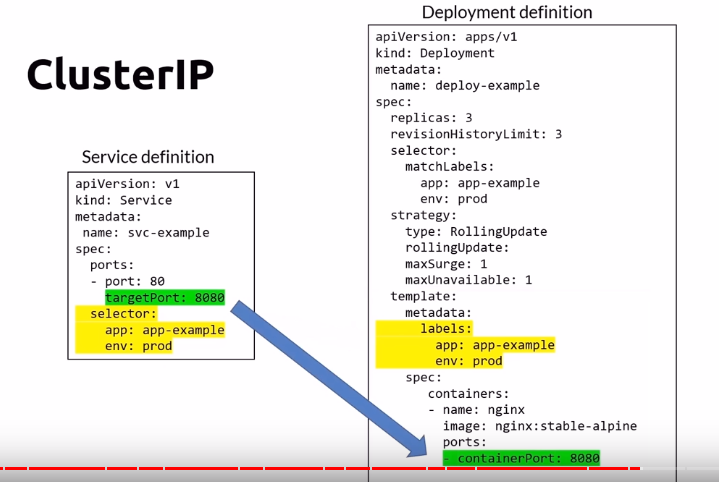 Deployment definition
ClusterIP
Service definition
apiVersion: v1
kind: Service
metadata:
 name: svc-example
spec:
  ports:
  - port: 80
    targetPort: 8080
  selector:
    app: app-example
    env: prod
apiVersion: apps/v1
kind: Deployment
metadata:
  name: deploy-example
spec:
  replicas: 3
  revisionHistoryLimit: 3
  selector:
    matchLabels:
      app: app-example
      env: prod
  strategy:
    type: RollingUpdate
    rollingUpdate:
    maxSurge: 1
    maxUnavailable: 1
  template:
    metadata:
      labels:
        app: app-example
        env: prod
    spec:
       containers:
       - name: nginx
         image: nginx:stable-alpine
         ports:
         - containerPort: 8080